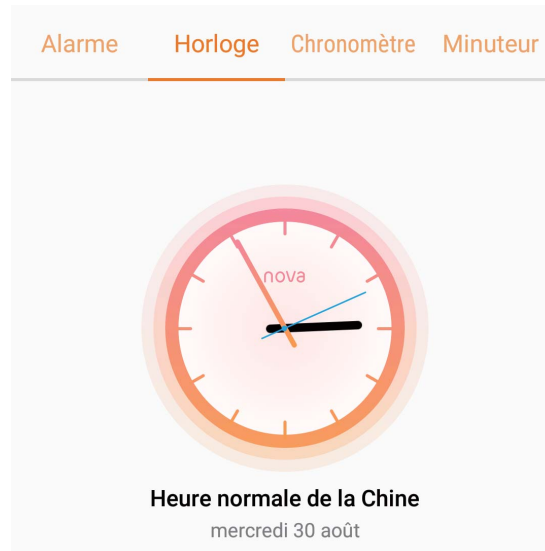 Alarme Horloge Chronomètre Minuteur
nova
Heure normale de la Chine
mercredi 30 août